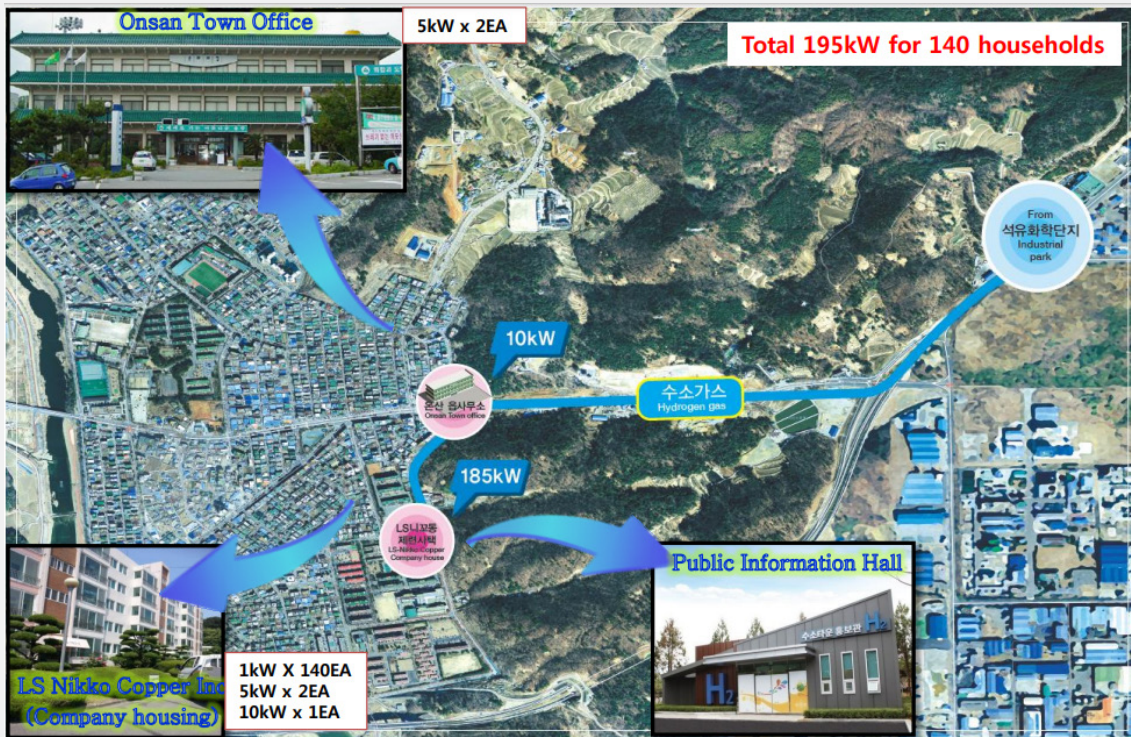 Onsan Town Office
5kW x 2EA
Total 195kW for 140 households
From
석유화학단지
Industrial
park
10kW
온산 읍사무소
Onsan Town office
수소가스
Hydrogen gas
185kW
LS니꼬동
제련사택
LS-Nikko Copper
Company house
Public Information Hall
수소타운 홍보관 H2
H2
LS Nikko Copper Inc
(Company housing)
1kW X 140EA
5kW x 2EA
10kW x 1EA